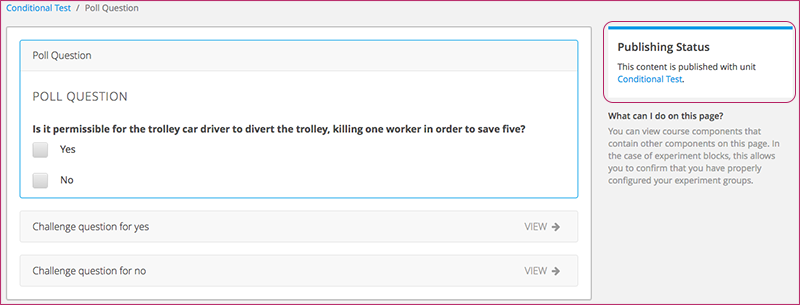 Conditional Test / Poll Question
Poll Question
POLL QUESTION
Is it permissible for the trolley car driver to divert the trolley, killing one worker in order to save five?
Yes
No
Challenge question for yes VIEW
Challenge question for no VIEW
Publishing Status
This content is published with unit
Conditional Test.
What can I do on this page?
You can view course components that
contain other components on this page. In
the case of experiment blocks, this allows
you to confirm that you have properly
configured your experiment groups.